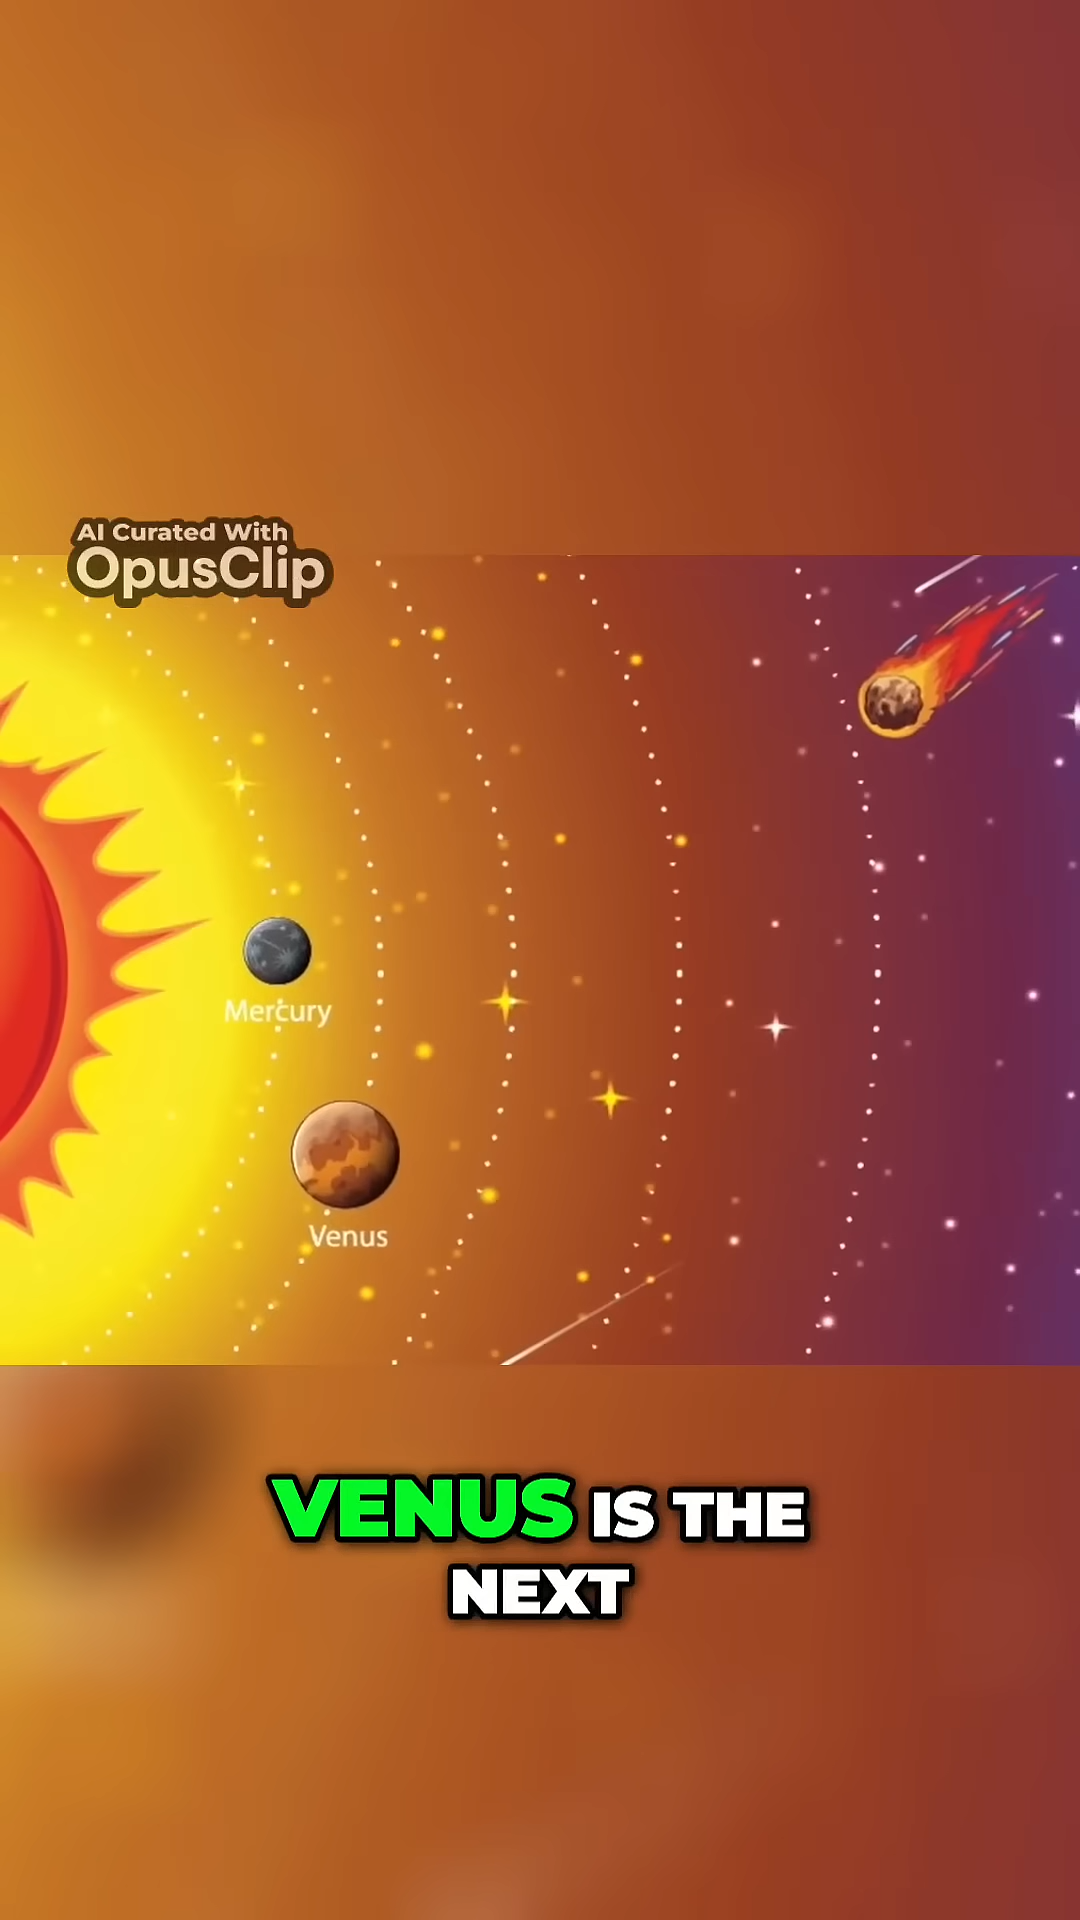 AI Curated With
OpusClip
Mercury
Venus
VENUS IS THE
NEXT